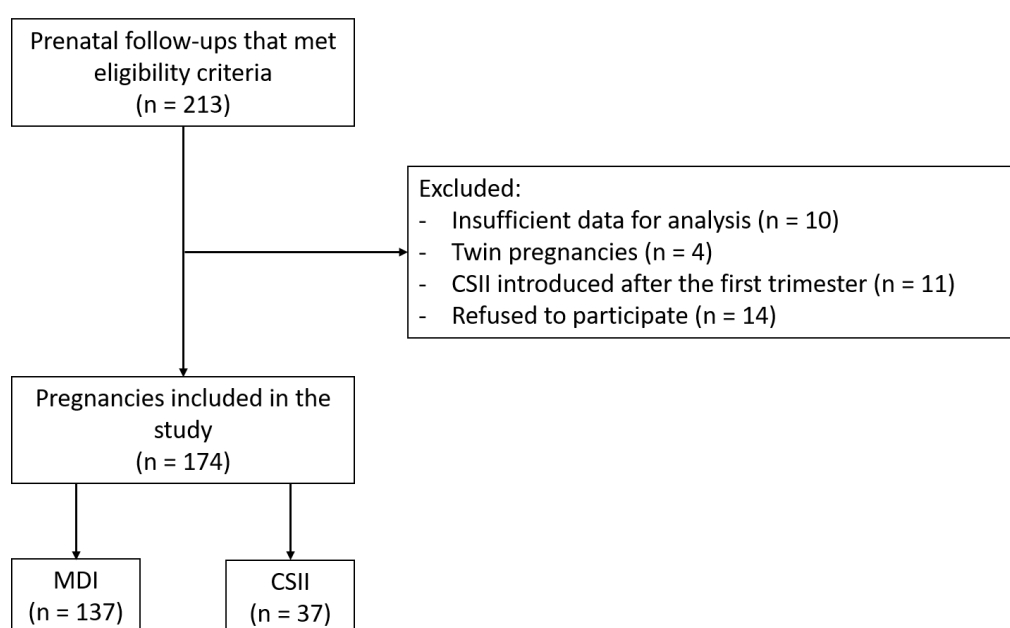 Prenatal follow-ups that met
eligibility criteria
(n = 213)
Excluded:
- Insufficient data for analysis (n = 10)
- Twin pregnancies (n = 4)
- CSII introduced after the first trimester (n = 11)
- Refused to participate (n = 14)
Pregnancies included in the
study
(n = 174)
MDI
(n = 137)
CSII
(n = 37)